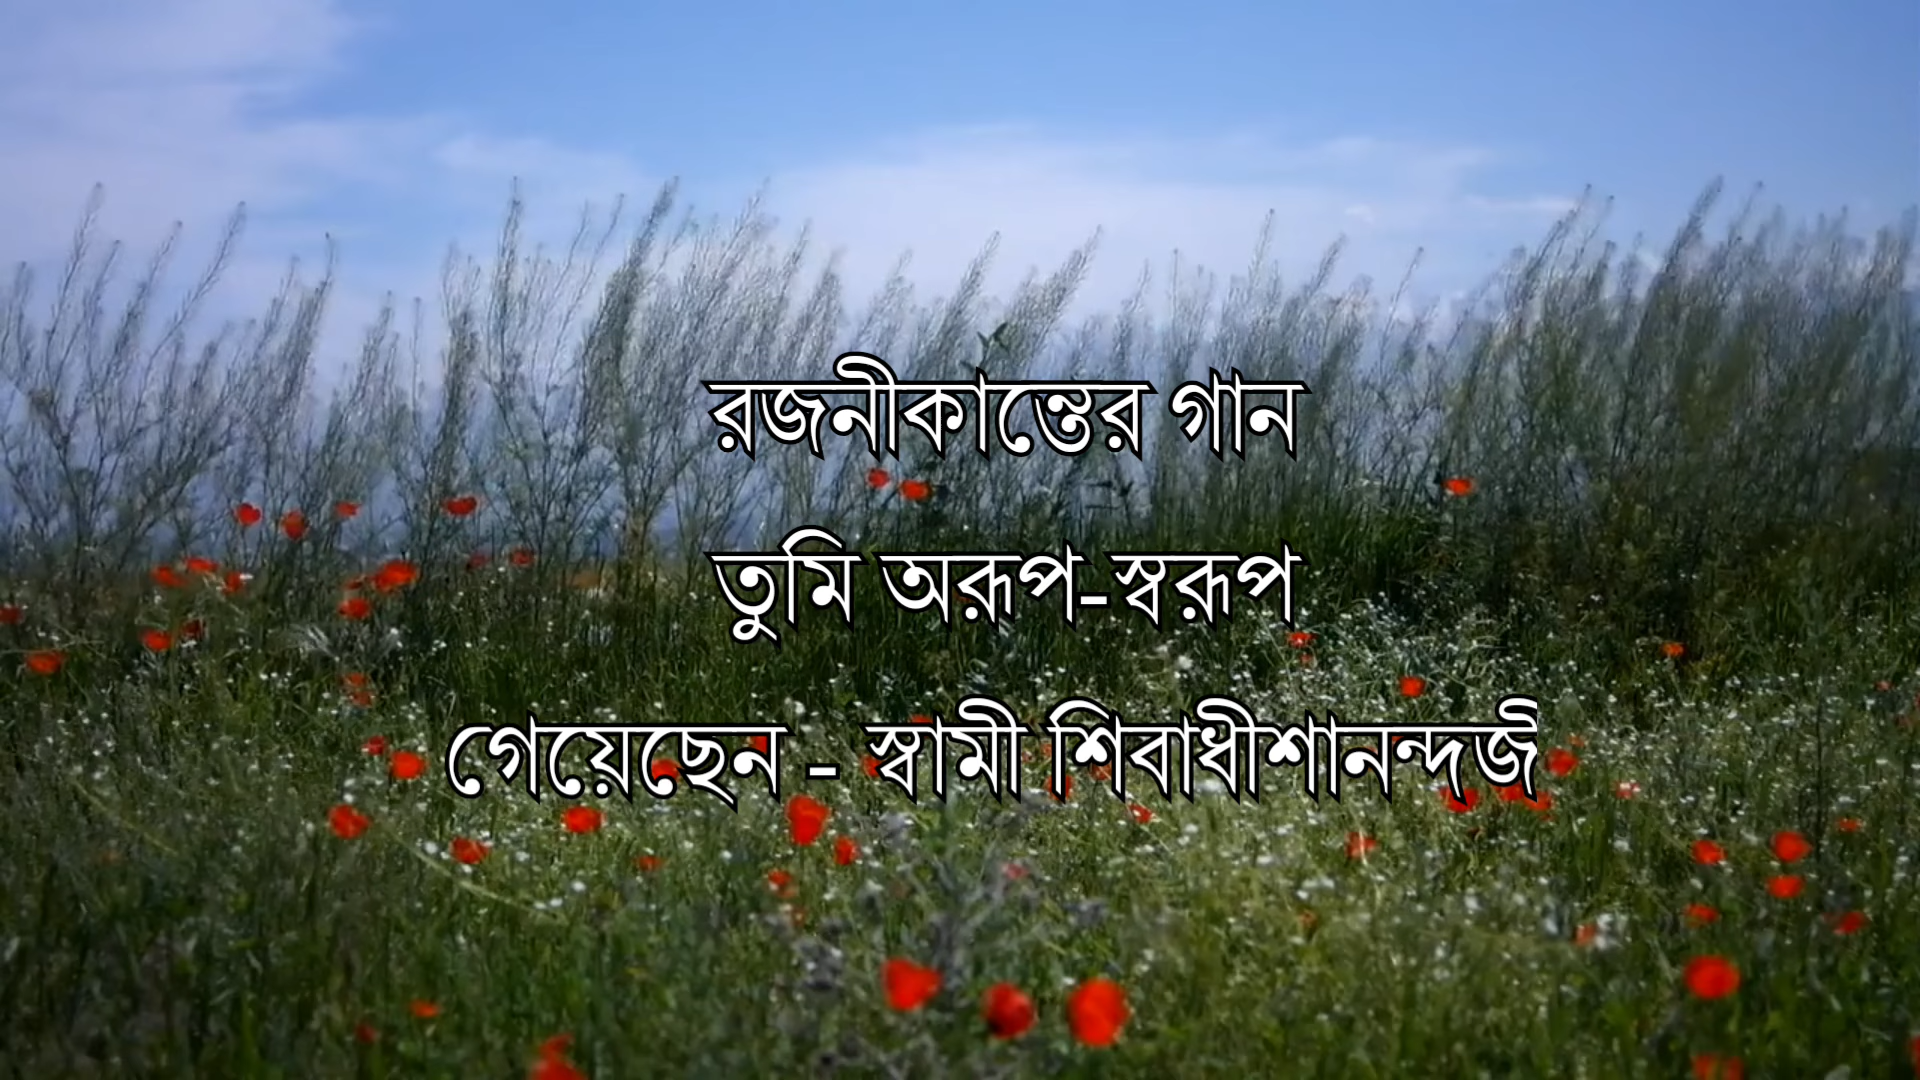 রজনীকান্তের গান
তুমি অরূপ-স্বরূপ
গেয়েছেন - স্বামী শিবাধীশানন্দজী